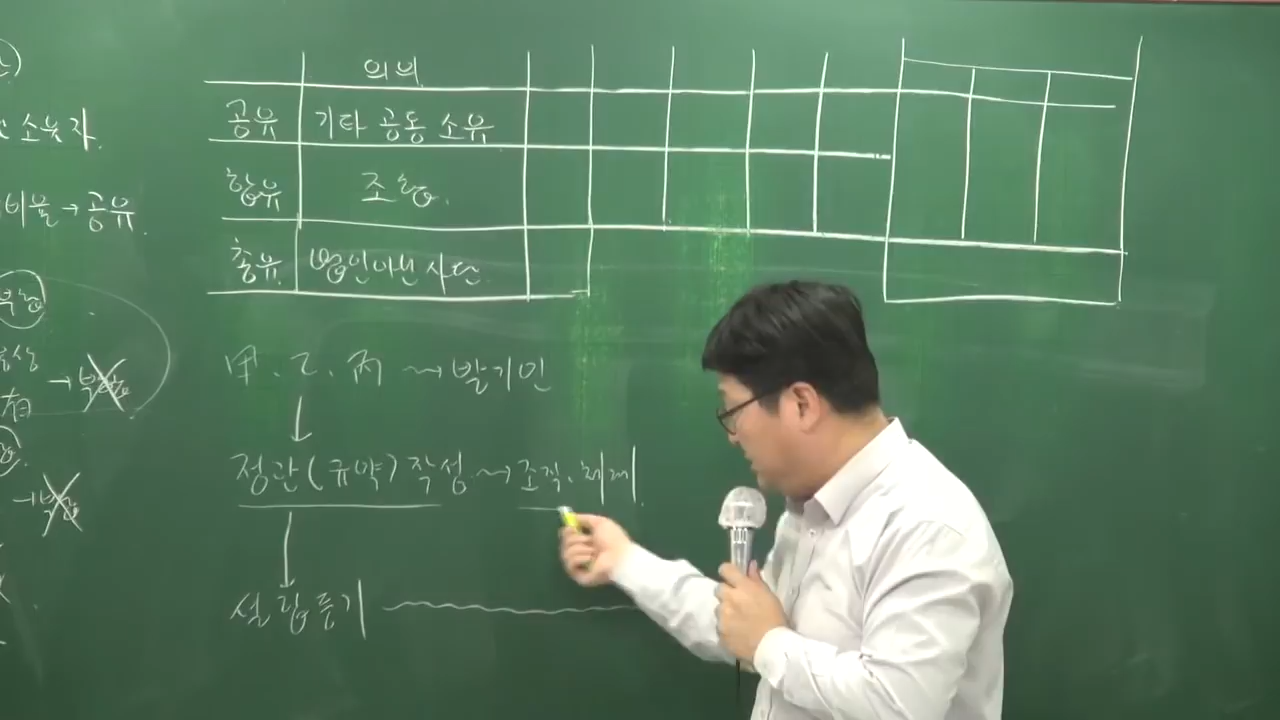 의의
공유 기타 공동 소유
합유 조합.
총유 법인아닌 사단.
甲. 乙. 丙 → 발기인
↓
정관(규약) 작성 → 조직. 체계.
↓
설립등기
소유자.
비율 → 공유.